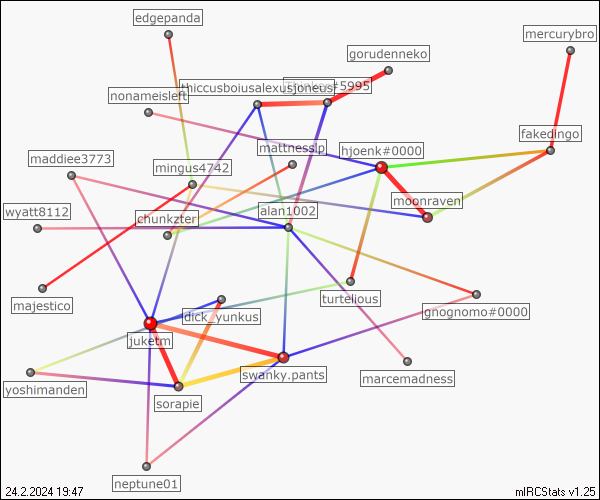 edgepanda
mercurybro
gorudenneko
thiccusboiusalexusjoneus
#5995
nonameisleft
fakedingo
mattnesslp
hjoenk#0000
maddiee3773
mingus4742
moonraven
wyatt8112
chunkzter
alan1002
majestico
turtelious
gnognomo#0000
dick_yunkus
juketm
swanky.pants
marcemadness
yoshimanden
sorapie
neptune01
24.2.2024 19:47
mIRCStats v1.25